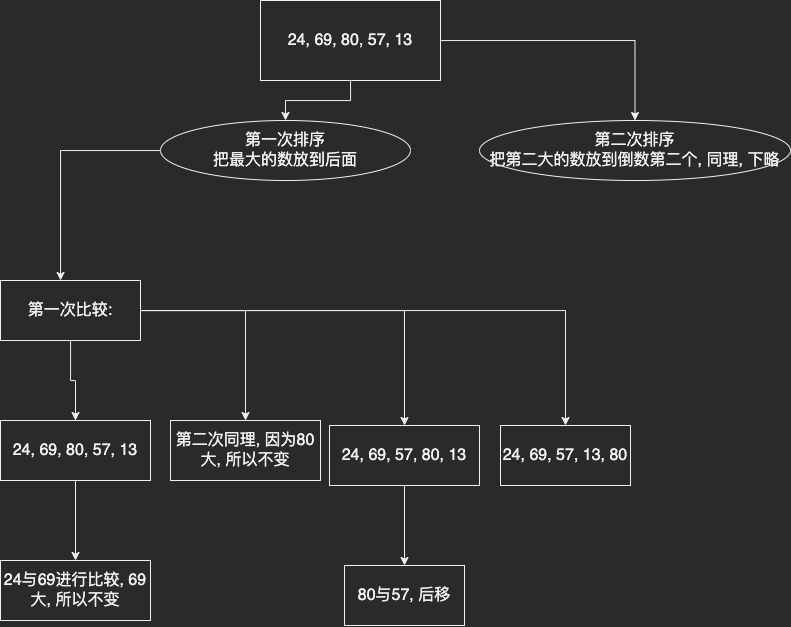 24, 69, 80, 57, 13
第一次排序
把最大的数放到后面
第二次排序
把第二大的数放到倒数第二个, 同理, 下略
第一次比较:
24, 69, 80, 57, 13
第二次同理, 因为80
大, 所以不变
24, 69, 57, 80, 13
24, 69, 57, 13, 80
24与69进行比较, 69
大, 所以不变
80与57, 后移